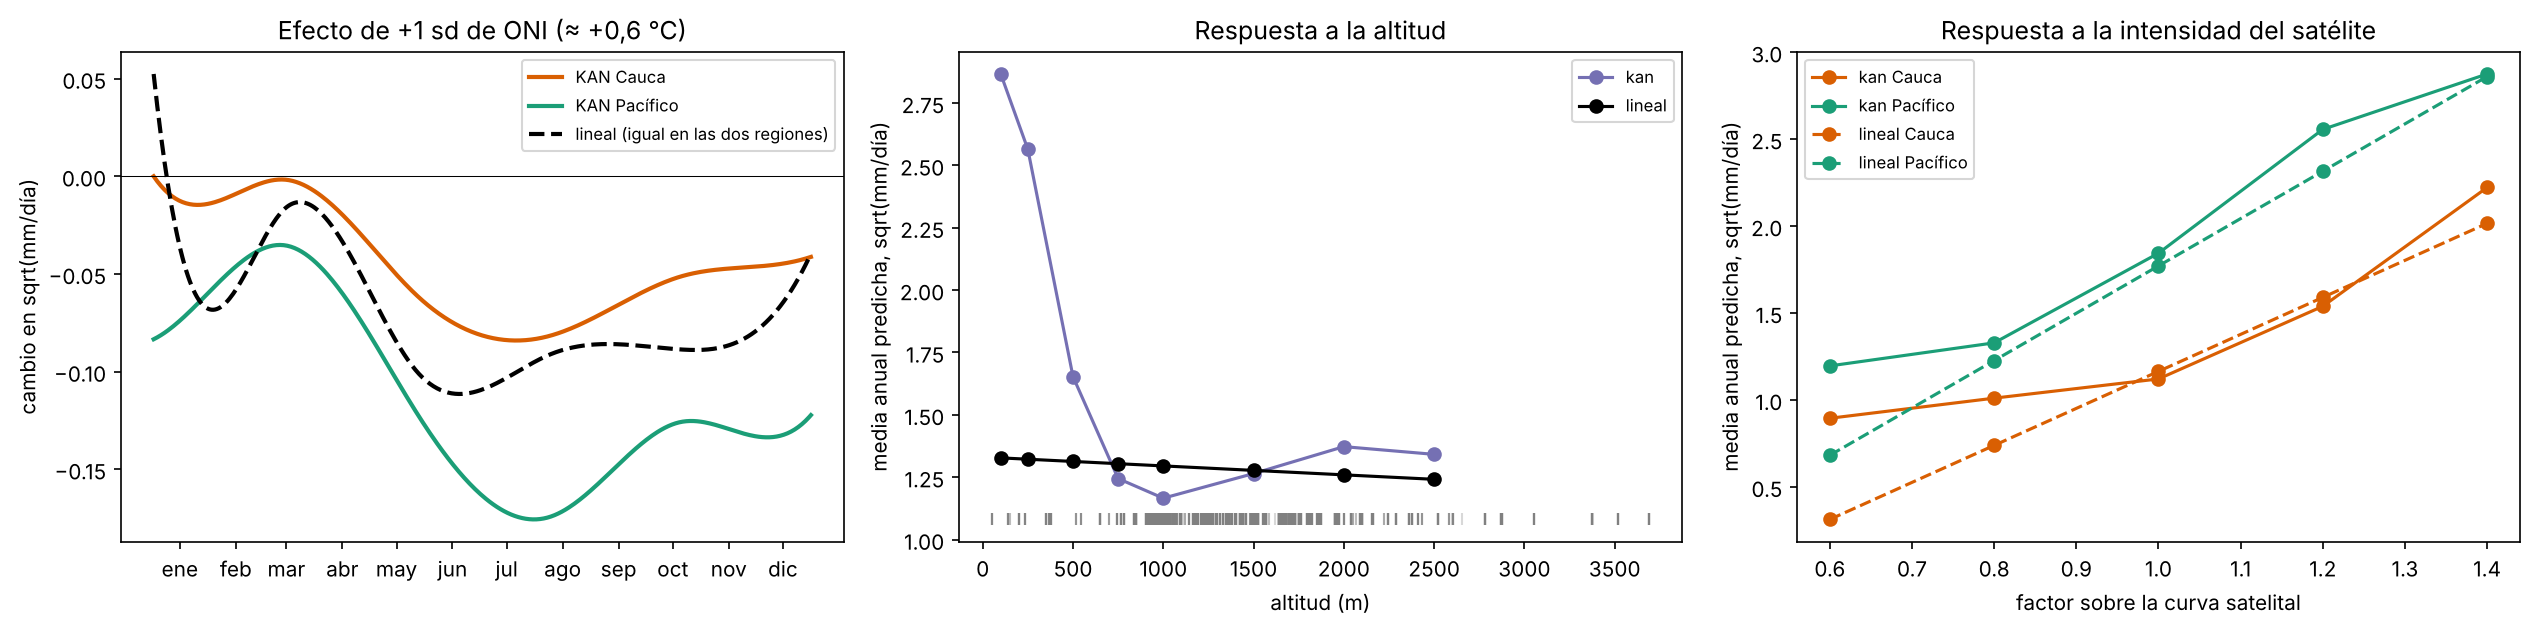 Efecto de +1 sd de ONI (≈ +0,6 °C)
cambio en sqrt(mm/día)
0.05
0.00
−0.05
−0.10
−0.15
KAN Cauca
KAN Pacífico
lineal (igual en las dos regiones)
ene feb mar abr may jun jul ago sep oct nov dic
Respuesta a la altitud
media anual predicha, sqrt(mm/día)
2.75
2.50
2.25
2.00
1.75
1.50
1.25
1.00
kan
lineal
0 500 1000 1500 2000 2500 3000 3500
altitud (m)
Respuesta a la intensidad del satélite
media anual predicha, sqrt(mm/día)
3.0
2.5
2.0
1.5
1.0
0.5
kan Cauca
kan Pacífico
lineal Cauca
lineal Pacífico
0.6 0.7 0.8 0.9 1.0 1.1 1.2 1.3 1.4
factor sobre la curva satelital